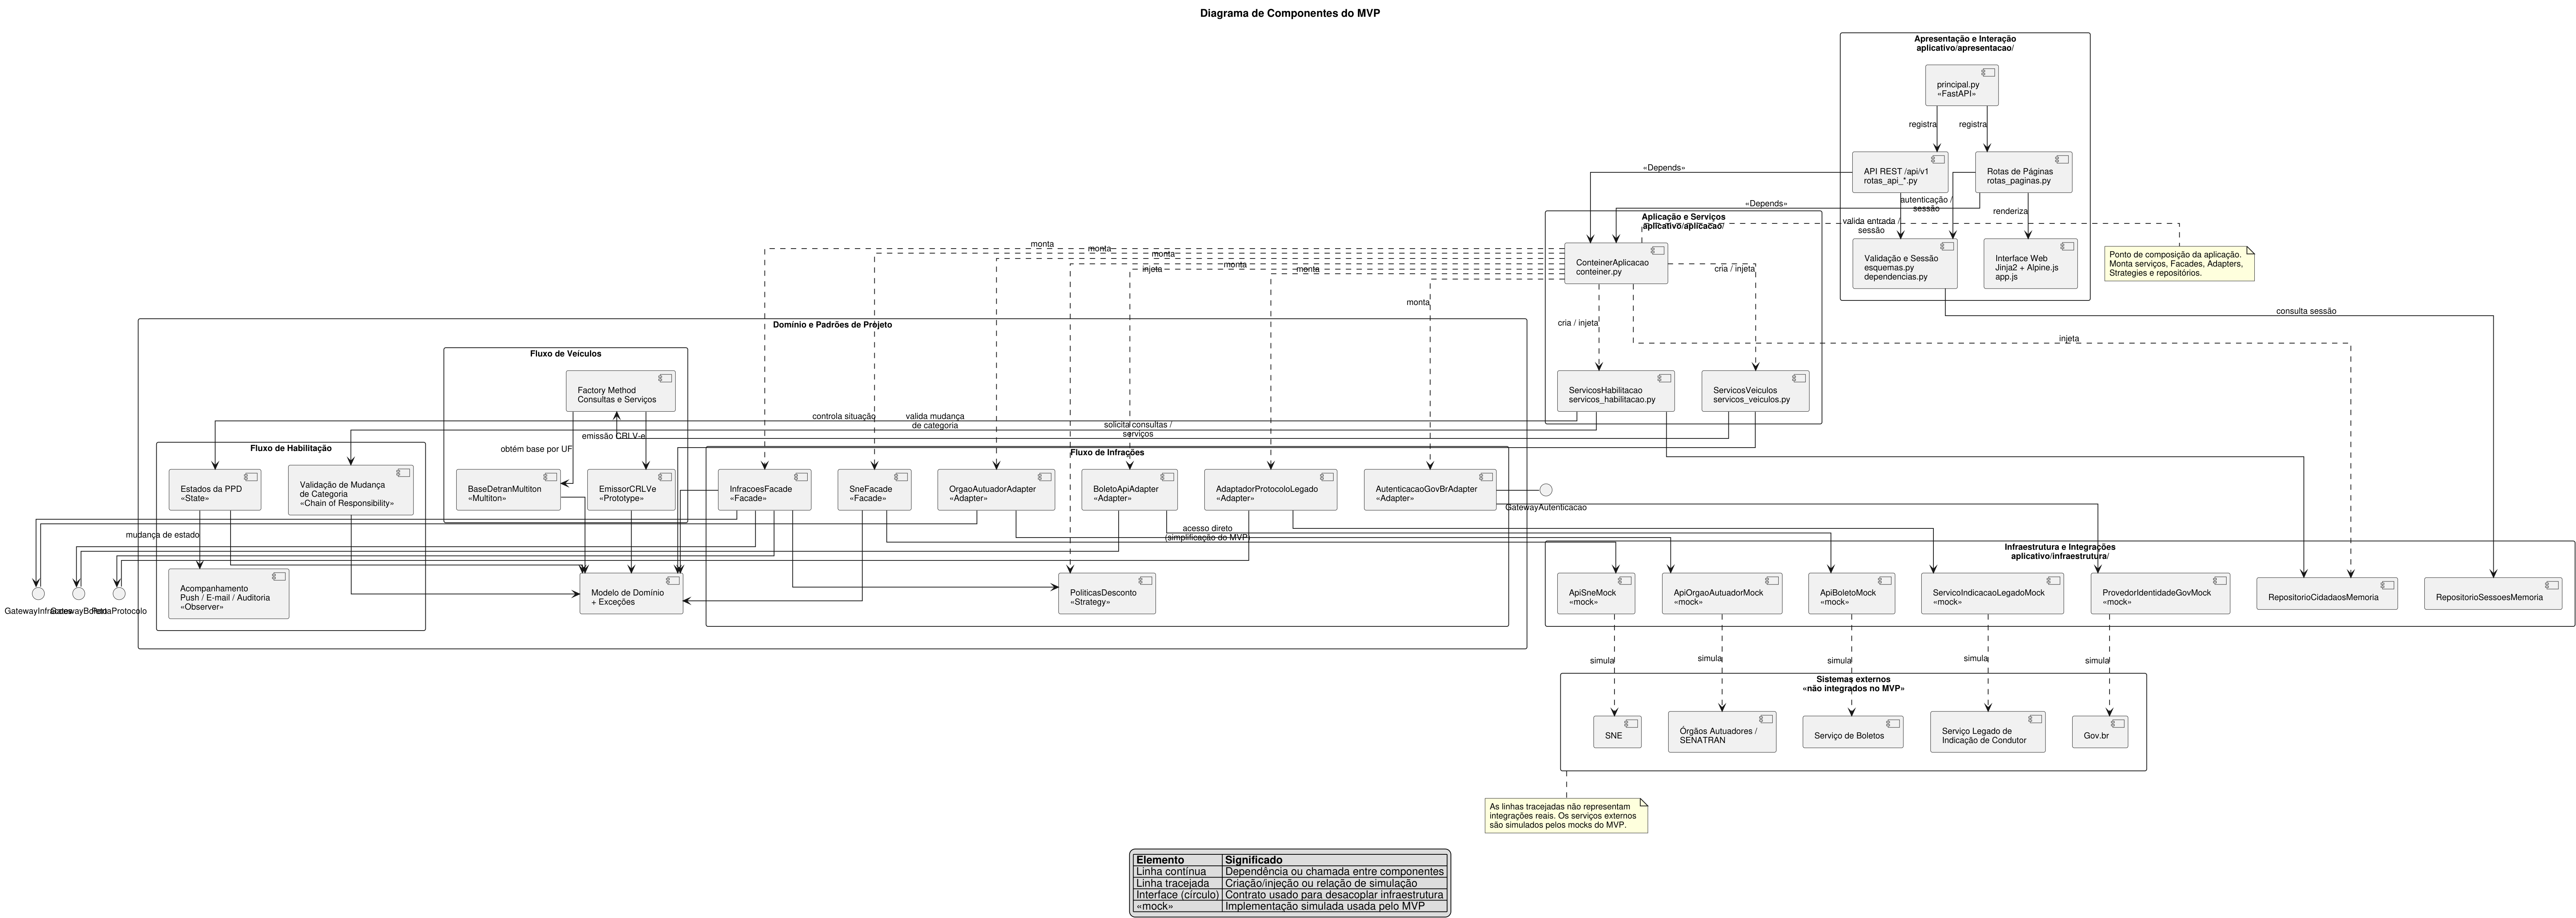 Diagrama de Componentes do MVP
Apresentação e Interação
aplicativo/apresentacao/
principal.py
«FastAPI»
registra
registra
API REST /api/v1
rotas_api_*.py
Rotas de Páginas
rotas_paginas.py
«Depends»
«Depends»
autenticação /
sessão
renderiza
valida entrada /
sessão
Validação e Sessão
esquemas.py
dependencias.py
Interface Web
Jinja2 + Alpine.js
app.js
Ponto de composição da aplicação.
Monta serviços, Facades, Adapters,
Strategies e repositórios.
Aplicação e Serviços
aplicativo/aplicacao/
ConteinerAplicacao
conteiner.py
monta
monta
monta
injeta
monta
monta
monta
cria / injeta
cria / injeta
consulta sessão
injeta
ServicosHabilitacao
servicos_habilitacao.py
ServicosVeiculos
servicos_veiculos.py
Domínio e Padrões de Projeto
Fluxo de Veículos
Factory Method
Consultas e Serviços
controla situação
valida mudança
de categoria
solicita consultas /
serviços
emissão CRLV-e
obtém base por UF
Fluxo de Habilitação
Estados da PPD
«State»
Validação de Mudança
de Categoria
«Chain of Responsibility»
BaseDetranMultiton
«Multiton»
EmissorCRLVe
«Prototype»
Fluxo de Infrações
InfracoesFacade
«Facade»
SneFacade
«Facade»
OrgaoAutuadorAdapter
«Adapter»
BoletoApiAdapter
«Adapter»
AdaptadorProtocoloLegado
«Adapter»
AutenticacaoGovBrAdapter
«Adapter»
GatewayAutenticacao
mudança de estado
acesso direto
(simplificação do MVP)
Acompanhamento
Push / E-mail / Auditoria
«Observer»
Modelo de Domínio
+ Exceções
PoliticasDesconto
«Strategy»
GatewayInfracoes
GatewayBoleto
PortaProtocolo
Infraestrutura e Integrações
aplicativo/infraestrutura/
ApiSneMock
«mock»
ApiOrgaoAutuadorMock
«mock»
ApiBoletoMock
«mock»
ServicoIndicacaoLegadoMock
«mock»
ProvedorIdentidadeGovMock
«mock»
RepositorioCidadaosMemoria
RepositorioSessoesMemoria
simula
simula
simula
simula
simula
Sistemas externos
«não integrados no MVP»
SNE
Órgãos Autuadores /
SENATRAN
Serviço de Boletos
Serviço Legado de
Indicação de Condutor
Gov.br
As linhas tracejadas não representam
integrações reais. Os serviços externos
são simulados pelos mocks do MVP.
Elemento Significado
Linha contínua Dependência ou chamada entre componentes
Linha tracejada Criação/injeção ou relação de simulação
Interface (círculo) Contrato usado para desacoplar infraestrutura
«mock» Implementação simulada usada pelo MVP